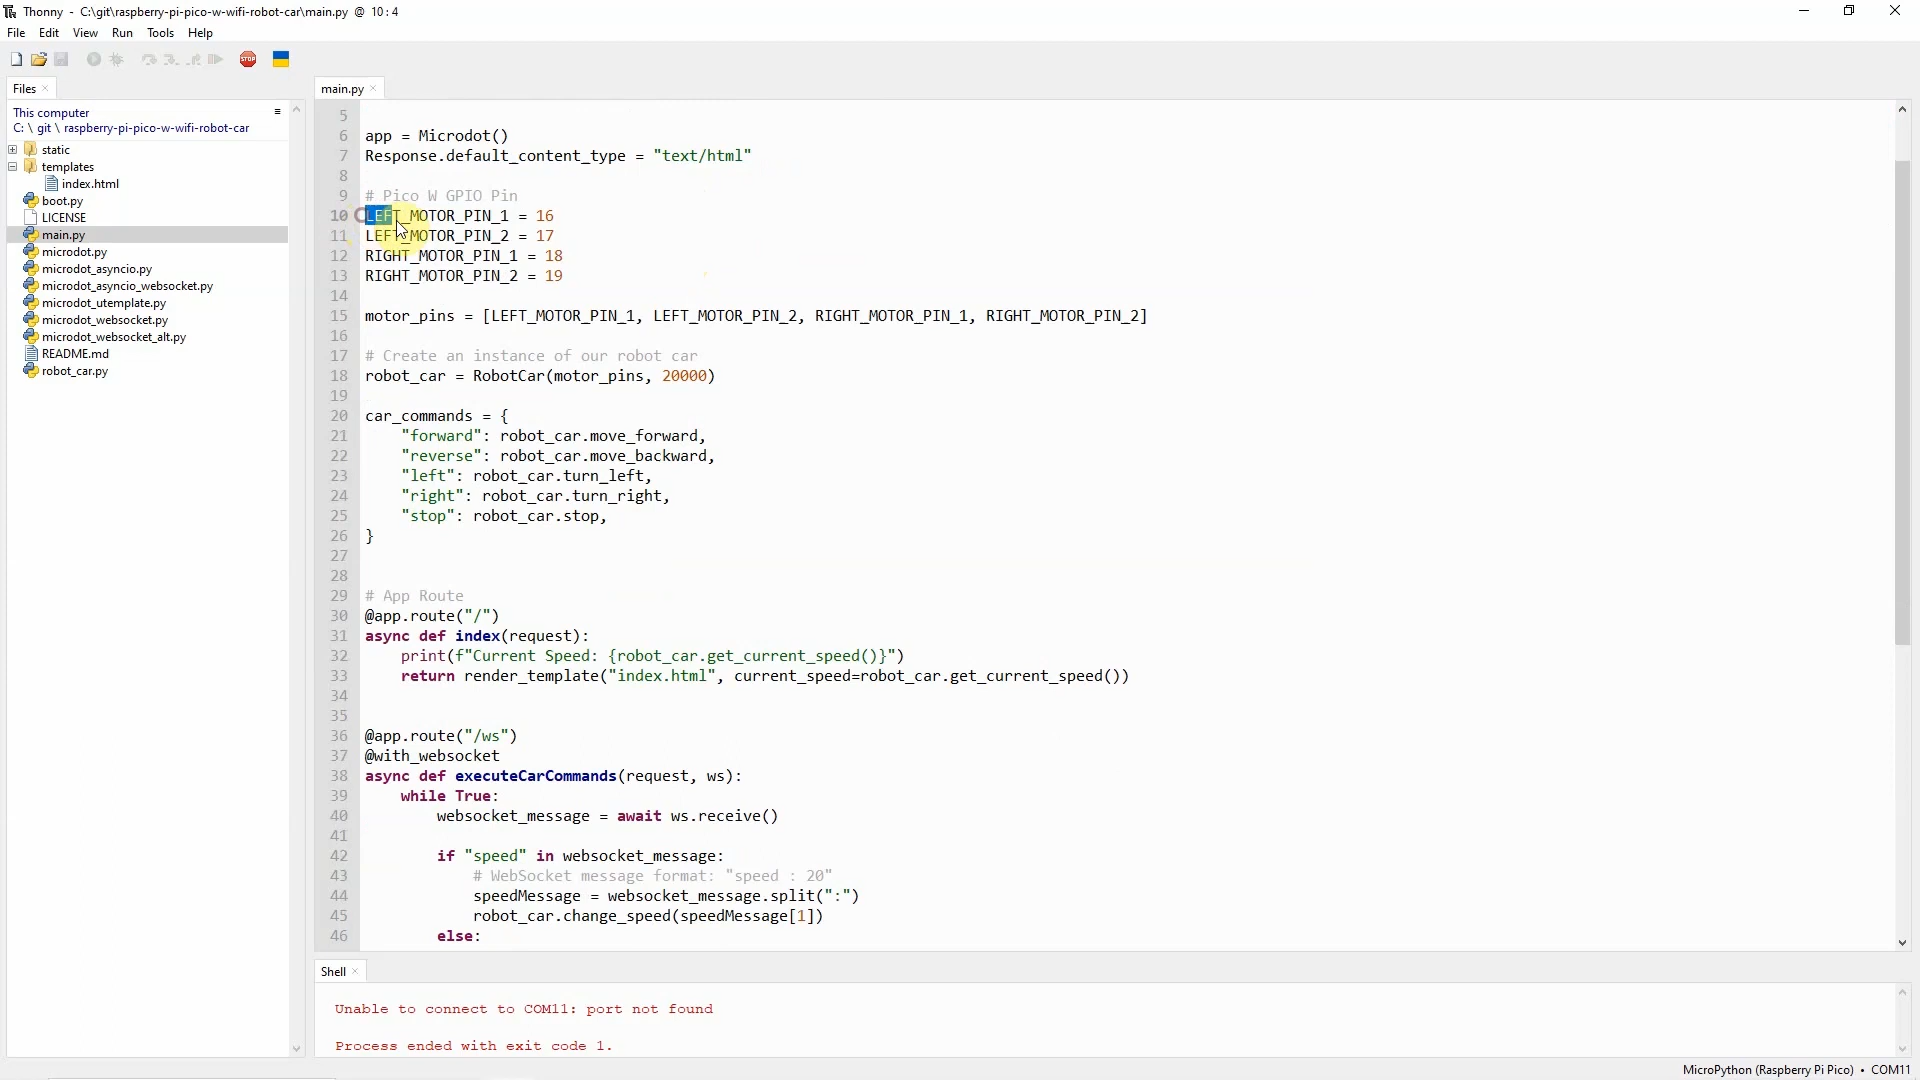 Thonny - C:\git\raspberry-pi-pico-w-wifi-robot-car\main.py @ 10:4
File Edit View Run Tools Help
STOP
Files
This computer
C: \ git \ raspberry-pi-pico-w-wifi-robot-car
static
templates
index.html
boot.py
LICENSE
main.py
microdot.py
microdot_asyncio.py
microdot_asyncio_websocket.py
microdot_utemplate.py
microdot_websocket.py
microdot_websocket_alt.py
README.md
robot_car.py
main.py
5
6 app = Microdot()
7 Response.default_content_type = "text/html"
8
9 # Pico W GPIO Pin
10 LEFT_MOTOR_PIN_1 = 16
11 LEFT_MOTOR_PIN_2 = 17
12 RIGHT_MOTOR_PIN_1 = 18
13 RIGHT_MOTOR_PIN_2 = 19
14
15 motor_pins = [LEFT_MOTOR_PIN_1, LEFT_MOTOR_PIN_2, RIGHT_MOTOR_PIN_1, RIGHT_MOTOR_PIN_2]
16
17 # Create an instance of our robot car
18 robot_car = RobotCar(motor_pins, 20000)
19
20 car_commands = {
21 "forward": robot_car.move_forward,
22 "reverse": robot_car.move_backward,
23 "left": robot_car.turn_left,
24 "right": robot_car.turn_right,
25 "stop": robot_car.stop,
26 }
27
28
29 # App Route
30 @app.route("/")
31 async def index(request):
32 print(f"Current Speed: {robot_car.get_current_speed()}")
33 return render_template("index.html", current_speed=robot_car.get_current_speed())
34
35
36 @app.route("/ws")
37 @with_websocket
38 async def executeCarCommands(request, ws):
39 while True:
40 websocket_message = await ws.receive()
41
42 if "speed" in websocket_message:
43 # WebSocket message format: "speed : 20"
44 speedMessage = websocket_message.split(":")
45 robot_car.change_speed(speedMessage[1])
46 else:
Shell
Unable to connect to COM11: port not found
Process ended with exit code 1.
MicroPython (Raspberry Pi Pico) • COM11